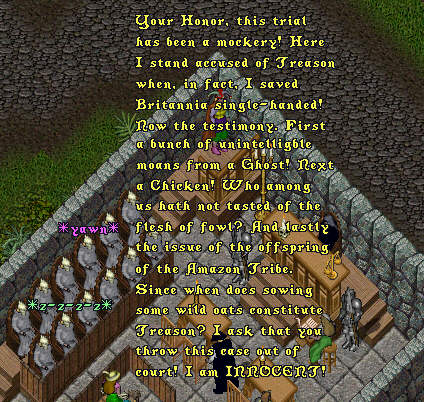 Your Honor, this trial
has been a mockery! Here
I stand accused of Treason
when, in fact, I saved
Britannia single-handed!
Now the testimony. First
a bunch of unintelligble
moans from a Ghost! Next
a Chicken! Who among
us hath not tasted of the
flesh of fowl? And lastly
the issue of the offspring
of the Amazon Tribe.
Since when does sowing
some wild oats constitute
Treason? I ask that you
throw this case out of
court! I am INNOCENT!
*yawn*
*z-z-z-z*